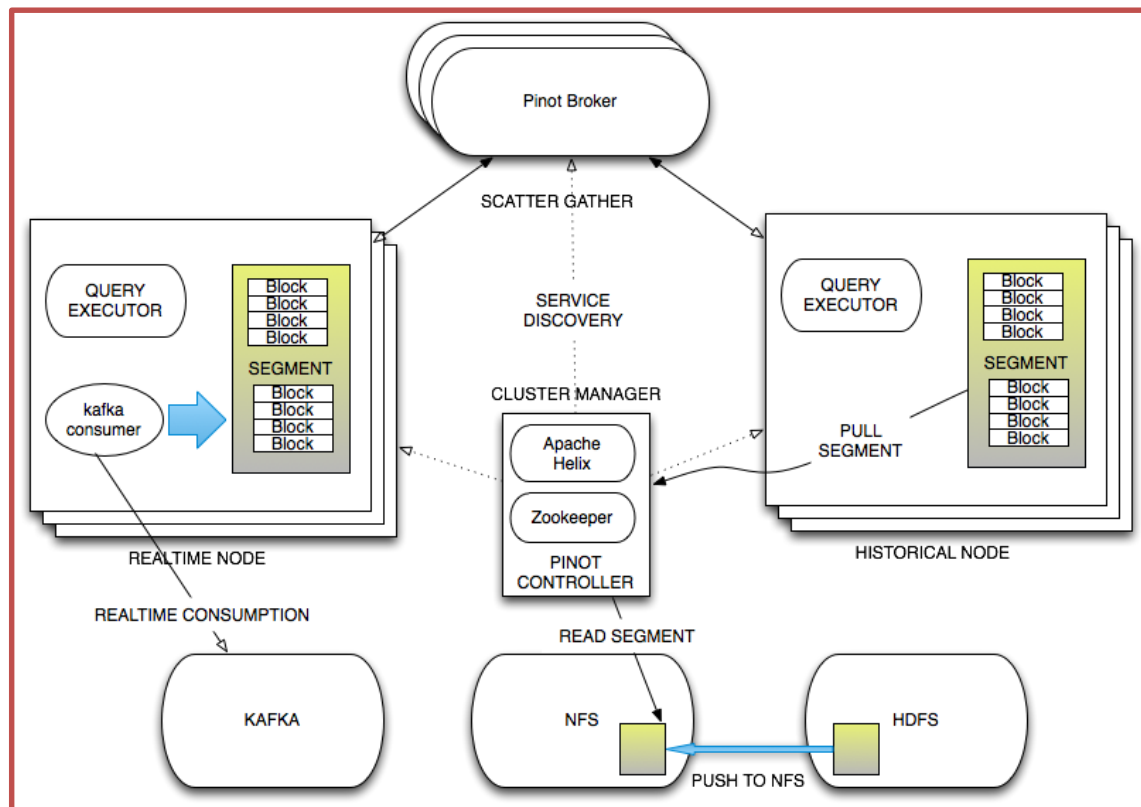 Pinot Broker
SCATTER GATHER
QUERY
EXECUTOR
Block
Block
Block
Block
SEGMENT
Block
Block
Block
Block
kafka
consumer
REALTIME NODE
SERVICE
DISCOVERY
CLUSTER MANAGER
Apache
Helix
Zookeeper
PINOT
CONTROLLER
QUERY
EXECUTOR
Block
Block
Block
Block
SEGMENT
Block
Block
Block
Block
PULL
SEGMENT
HISTORICAL NODE
REALTIME CONSUMPTION
READ SEGMENT
KAFKA
NFS
HDFS
PUSH TO NFS